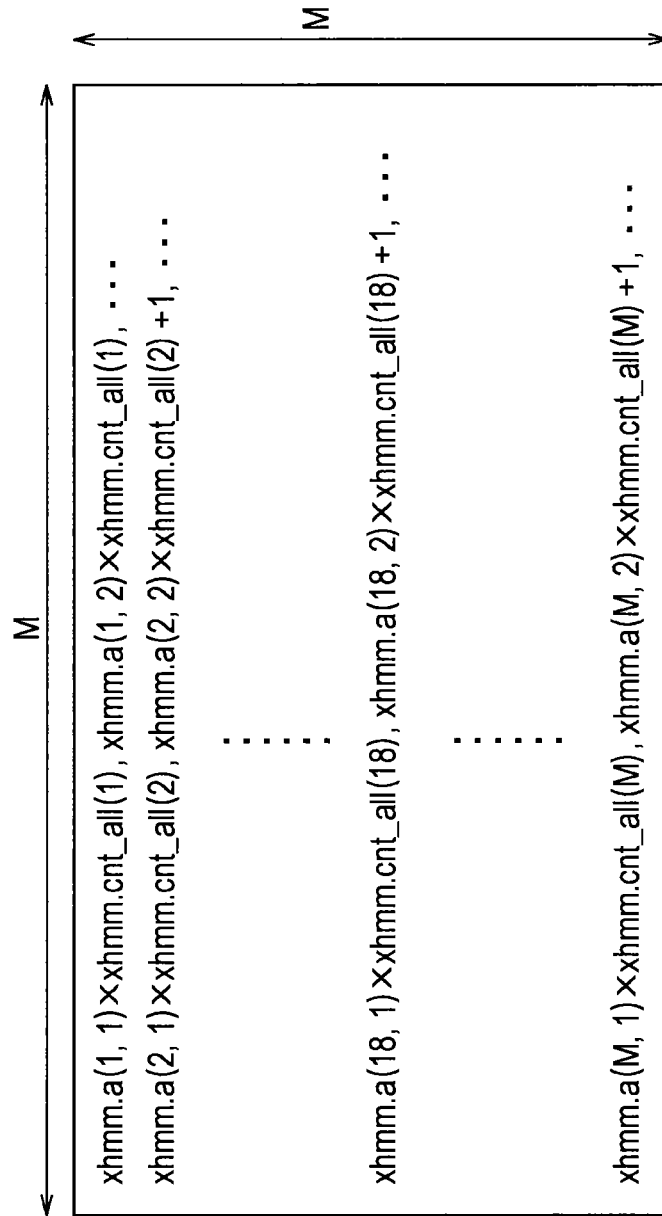 M
M
xhmm.a(1, 1)×xhmm.cnt_all(1), xhmm.a(1, 2)×xhmm.cnt_all(1), ...
xhmm.a(2, 1)×xhmm.cnt_all(2), xhmm.a(2, 2)×xhmm.cnt_all(2) +1, ...
......
xhmm.a(18, 1)×xhmm.cnt_all(18), xhmm.a(18, 2)×xhmm.cnt_all(18) +1, ...
......
xhmm.a(M, 1)×xhmm.cnt_all(M), xhmm.a(M, 2)×xhmm.cnt_all(M) +1, ...